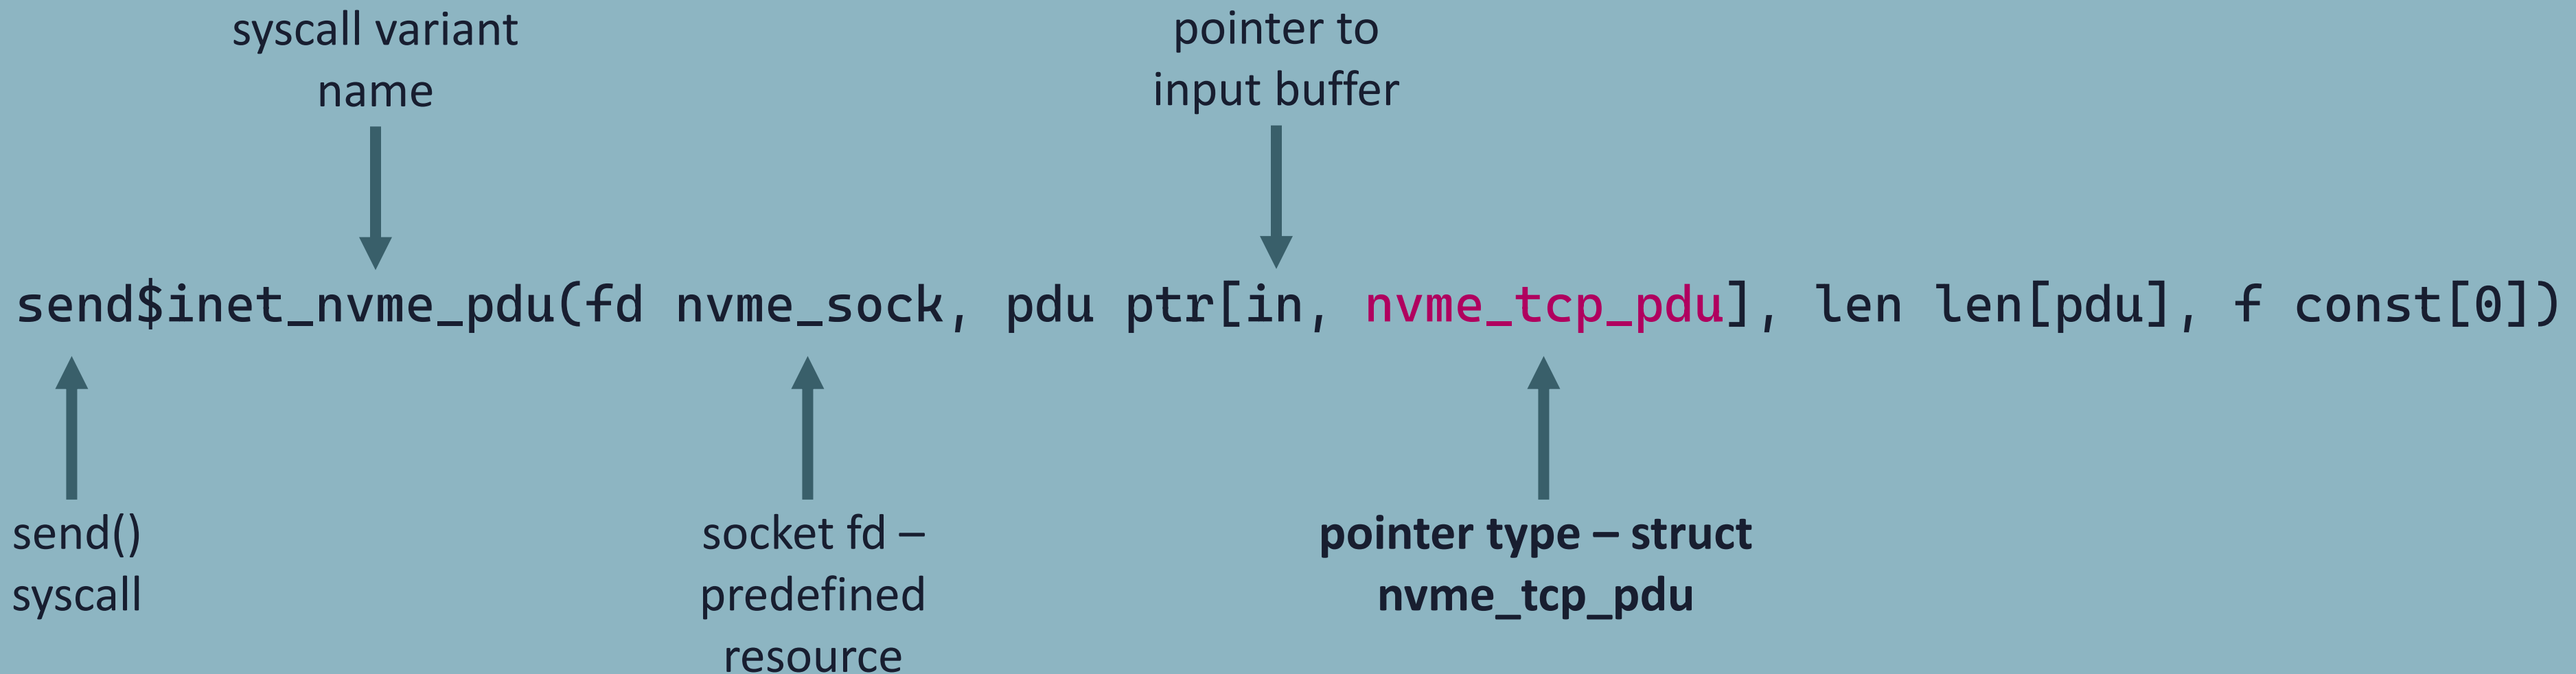 syscall variant
name
pointer to
input buffer
send$inet_nvme_pdu(fd nvme_sock, pdu ptr[in, nvme_tcp_pdu], len len[pdu], f const[0])
send()
syscall
socket fd –
predefined
resource
pointer type – struct
nvme_tcp_pdu